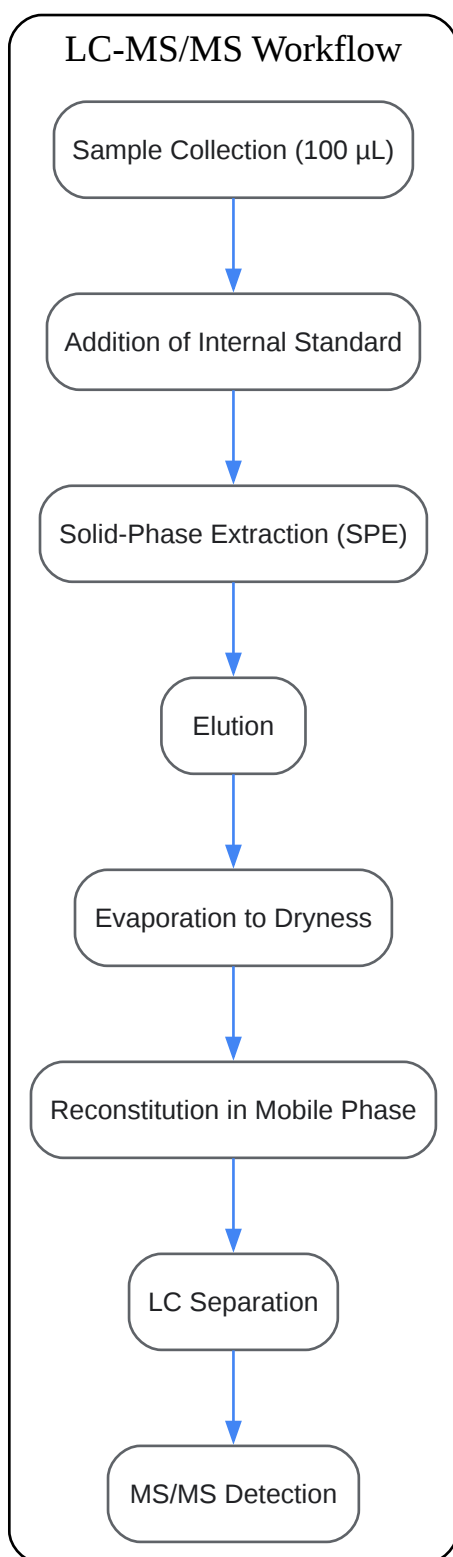 LC-MS/MS Workflow
Sample Collection (100 µL)
Addition of Internal Standard
Solid-Phase Extraction (SPE)
Elution
Evaporation to Dryness
Reconstitution in Mobile Phase
LC Separation
MS/MS Detection